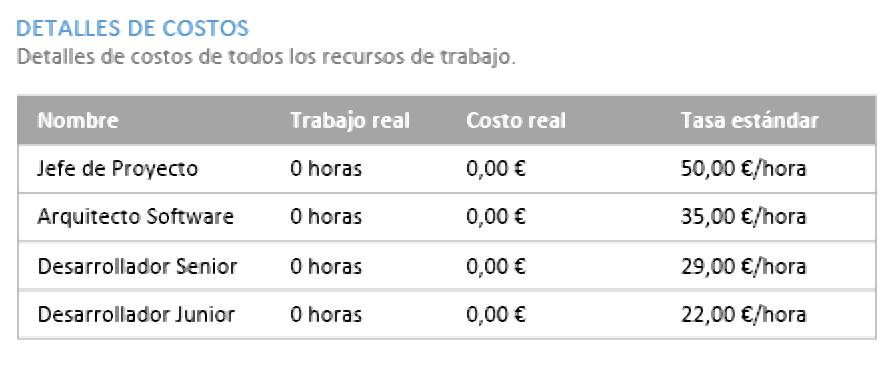 DETALLES DE COSTOS
Detalles de costos de todos los recursos de trabajo.
Nombre Trabajo real Costo real Tasa estándar
Jefe de Proyecto 0 horas 0,00 € 50,00 €/hora
Arquitecto Software 0 horas 0,00 € 35,00 €/hora
Desarrollador Senior 0 horas 0,00 € 29,00 €/hora
Desarrollador Junior 0 horas 0,00 € 22,00 €/hora